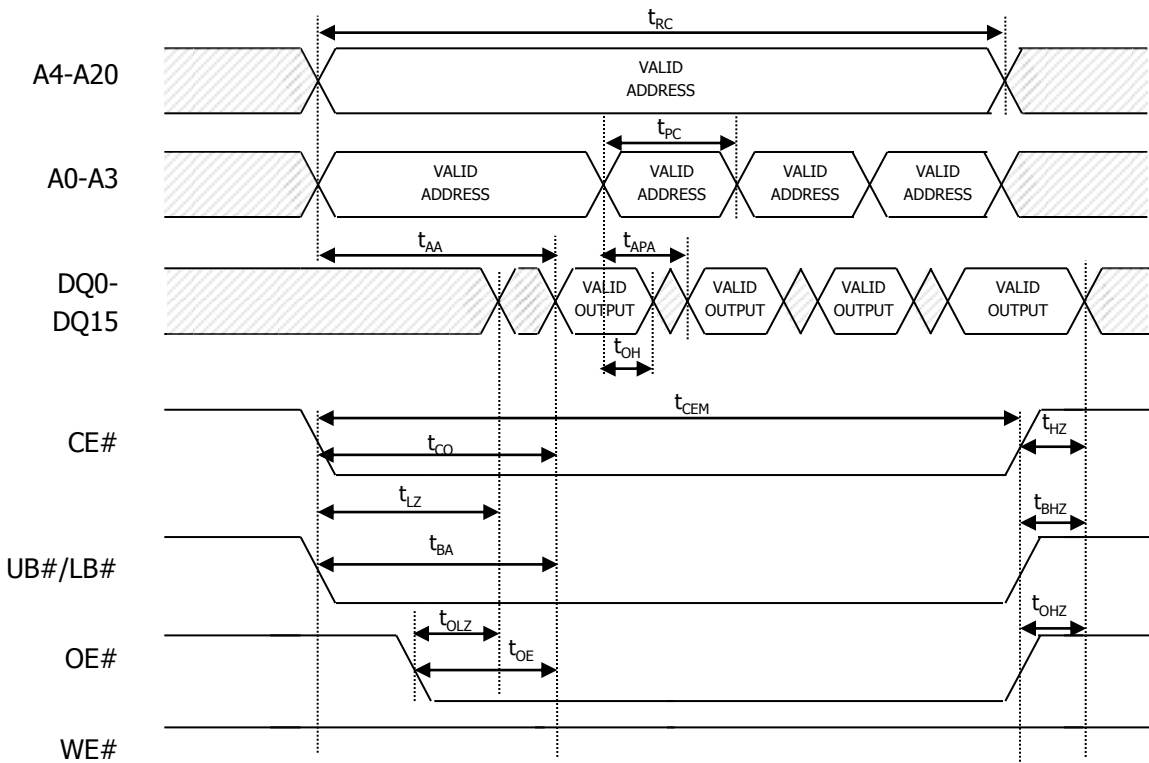 tRC
A4-A20
VALID
ADDRESS
tPC
A0-A3
VALID
ADDRESS
VALID
ADDRESS
VALID
ADDRESS
VALID
ADDRESS
tAA
tAPA
DQ0-
DQ15
VALID
OUTPUT
VALID
OUTPUT
VALID
OUTPUT
VALID
OUTPUT
tOH
tCEM
CE#
tHZ
tCO
tLZ
tBHZ
UB#/LB#
tBA
tOLZ
tOHZ
OE#
tOE
WE#